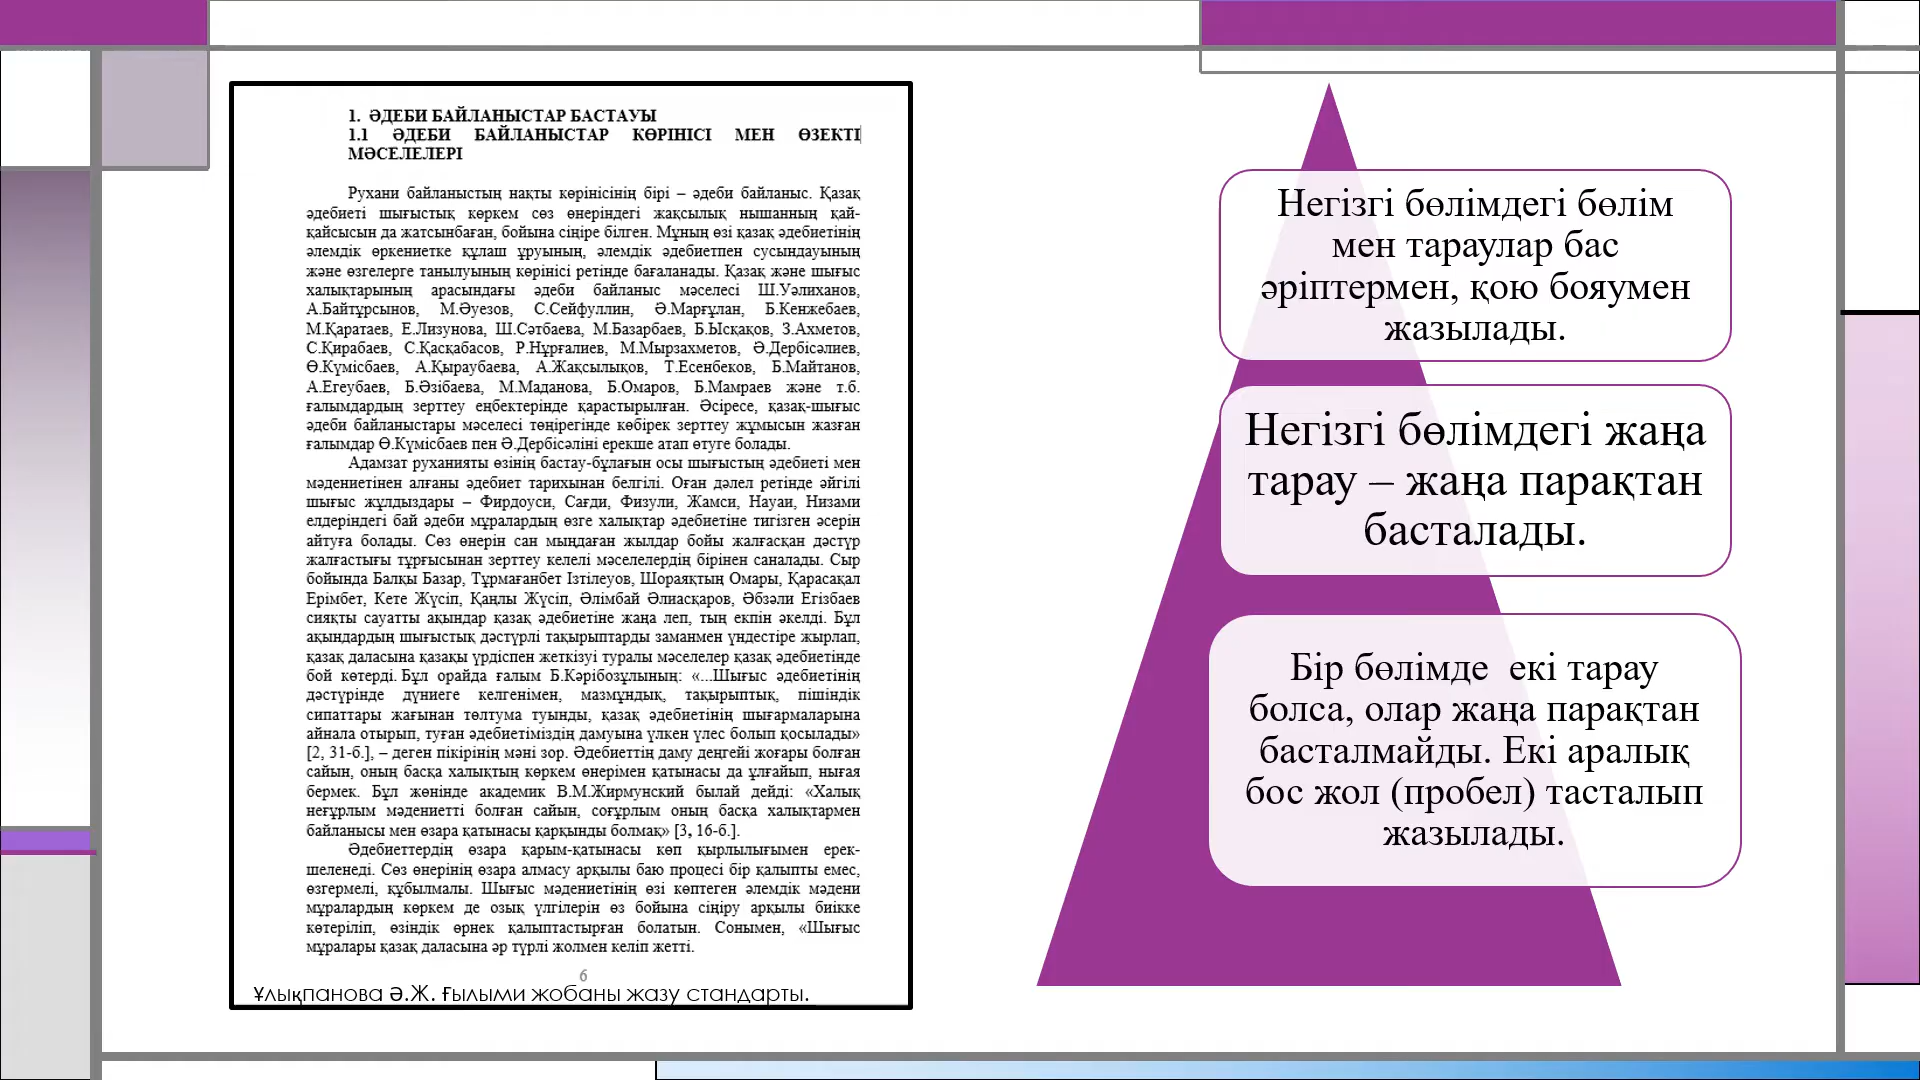 1. ӘДЕБИ БАЙЛАНЫСТАР БАСТАУЫ
1.1 ӘДЕБИ БАЙЛАНЫСТАР КӨРІНІСІ МЕН ӨЗЕКТІ
МӘСЕЛЕЛЕРІ
Рухани байланыстың нақты көрінісінің бірі – әдеби байланыс. Қазақ
әдебиеті шығыстық көркем сөз өнеріндегі жақсылық нышанның қай-
қайсысын да жатсынбаған, бойына сіңіре білген. Мұның өзі қазақ әдебиетінің
әлемдік өркениетке құлаш ұруының, әлемдік әдебиетпен сусындауының
және өзгелерге танылуының көрінісі ретінде бағаланады. Қазақ және шығыс
халықтарының арасындағы әдеби байланыс мәселесі Ш.Уәлиханов,
А.Байтұрсынов, М.Әуезов, С.Сейфуллин, Ә.Марғұлан, Б.Кенжебаев,
М.Қаратаев, Е.Лизунова, Ш.Сәтбаева, М.Базарбаев, Б.Ысқақов, З.Ахметов,
С.Қирабаев, С.Қасқабасов, Р.Нұрғалиев, М.Мырзахметов, Ә.Дербісәлиев,
Ө.Күмісбаев, А.Қыраубаева, А.Жақсылықов, Т.Есенбеков, Б.Майтанов,
А.Егеубаев, Б.Әзібаева, М.Маданова, Б.Омаров, Б.Мамраев және т.б.
ғалымдардың зерттеу еңбектерінде қарастырылған. Әсіресе, қазақ-шығыс
әдеби байланыстары мәселесі төңірегінде көбірек зерттеу жұмысын жазған
ғалымдар Ө.Күмісбаев пен Ә.Дербісәліні ерекше атап өтуге болады.
Адамзат руханияты өзінің бастау-бұлағын осы шығыстың әдебиеті мен
мәдениетінен алғаны әдебиет тарихынан белгілі. Оған дәлел ретінде әйгілі
шығыс жұлдыздары – Фирдоуси, Сағди, Физули, Жамси, Науаи, Низами
елдеріндегі бай әдеби мұралардың өзге халықтар әдебиетіне тигізген әсерін
айтуға болады. Сөз өнерін сан мыңдаған жылдар бойы жалғасқан дәстүр
жалғастығы тұрғысынан зерттеу келелі мәселелердің бірінен саналады. Сыр
бойында Балқы Базар, Тұрмағанбет Ізтілеуов, Шораяқтың Омары, Қарасақал
Ерімбет, Кете Жүсіп, Қаңлы Жүсіп, Әлімбай Әлиасқаров, Әбзәли Егізбаев
сияқты сауатты ақындар қазақ әдебиетіне жаңа леп, тың екпін әкелді. Бұл
ақындардың шығыстық дәстүрлі тақырыптарды заманмен үндестіре жырлап,
қазақ даласына қазақы үрдіспен жеткізуі туралы мәселелер қазақ әдебиетінде
бой көтерді. Бұл орайда ғалым Б.Кәрібозұлының: «...Шығыс әдебиетінің
дәстүрінде дүниеге келгенімен, мазмұндық, тақырыптық, пішіндік
сипаттары жағынан төлтума туынды, қазақ әдебиетінің шығармаларына
айнала отырып, туған әдебиетіміздің дамуына үлкен үлес болып қосылады»
[2, 31-б.], – деген пікірінің мәні зор. Әдебиеттің даму деңгейі жоғары болған
сайын, оның басқа халықтың көркем өнерімен қатынасы да ұлғайып, нығая
бермек. Бұл жөнінде академик В.М.Жирмунский былай дейді: «Халық
неғұрлым мәдениетті болған сайын, соғұрлым оның басқа халықтармен
байланысы мен өзара қатынасы қарқынды болмақ» [3, 16-б.].
Әдебиеттердің өзара қарым-қатынасы көп қырлылығымен ерек-
шеленеді. Сөз өнерінің өзара алмасу арқылы баю процесі бір қалыпты емес,
өзгермелі, құбылмалы. Шығыс мәдениетінің өзі көптеген әлемдік мәдени
мұралардың көркем де озық үлгілерін өз бойына сіңіру арқылы биікке
көтеріліп, өзіндік өрнек қалыптастырған болатын. Сонымен, «Шығыс
мұралары қазақ даласына әр түрлі жолмен келіп жетті.
6
Ұлықпанова Ә.Ж. Ғылыми жобаны жазу стандарты.
Негізгі бөлімдегі бөлім
мен тараулар бас
әріптермен, қою бояумен
жазылады.
Негізгі бөлімдегі жаңа
тарау – жаңа парақтан
басталады.
Бір бөлімде екі тарау
болса, олар жаңа парақтан
басталмайды. Екі аралық
бос жол (пробел) тасталып
жазылады.